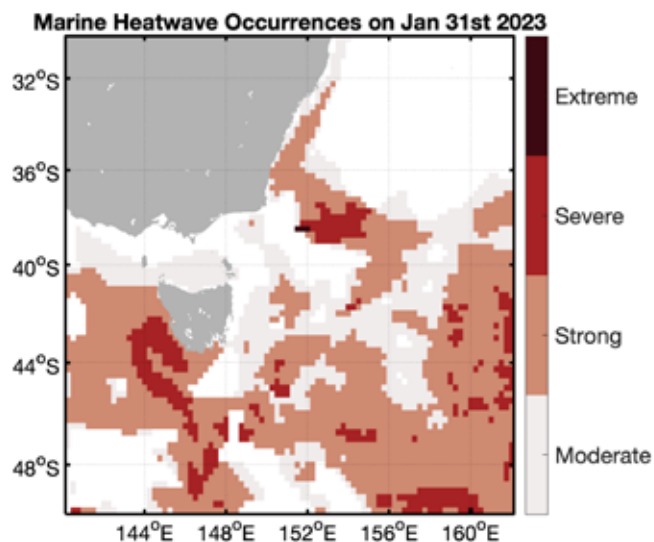 Marine Heatwave Occurrences on Jan 31st 2023
32°S
36°S
40°S
44°S
48°S
144°E 148°E 152°E 156°E 160°E
Extreme
Severe
Strong
Moderate